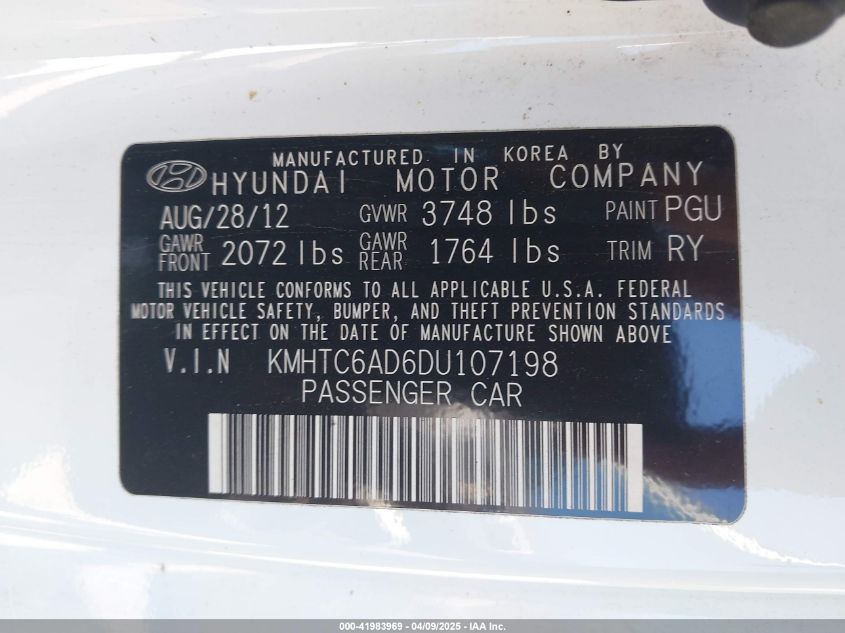 MANUFACTURED IN KOREA BY
HYUNDAI MOTOR COMPANY
AUG/28/12 GVWR 3748 lbs PAINT PGU
GAWR FRONT 2072 lbs GAWR REAR 1764 lbs TRIM RY
THIS VEHICLE CONFORMS TO ALL APPLICABLE U.S.A. FEDERAL
MOTOR VEHICLE SAFETY, BUMPER, AND THEFT PREVENTION STANDARDS
IN EFFECT ON THE DATE OF MANUFACTURE SHOWN ABOVE
V.I.N KMHTC6AD6DU107198
PASSENGER CAR
000-41983969 - 04/09/2025 - IAA Inc.